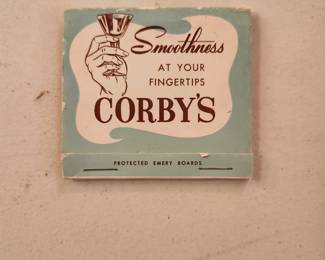 Smoothness
AT YOUR
FINGERTIPS
CORBY'S
PROTECTED EMERY BOARDS